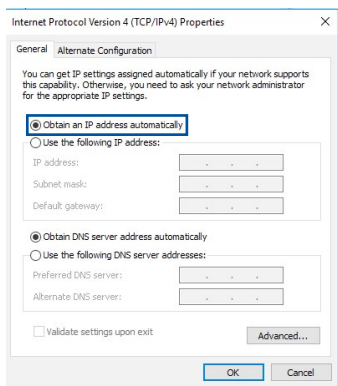 Internet Protocol Version 4 (TCP/IPv4) Properties
General Alternate Configuration
You can get IP settings assigned automatically if your network supports
this capability. Otherwise, you need to ask your network administrator
for the appropriate IP settings.
Obtain an IP address automatically
Use the following IP address:
IP address:
Subnet mask:
Default gateway:
Obtain DNS server address automatically
Use the following DNS server addresses:
Preferred DNS server:
Alternate DNS server:
Validate settings upon exit
Advanced...
OK Cancel